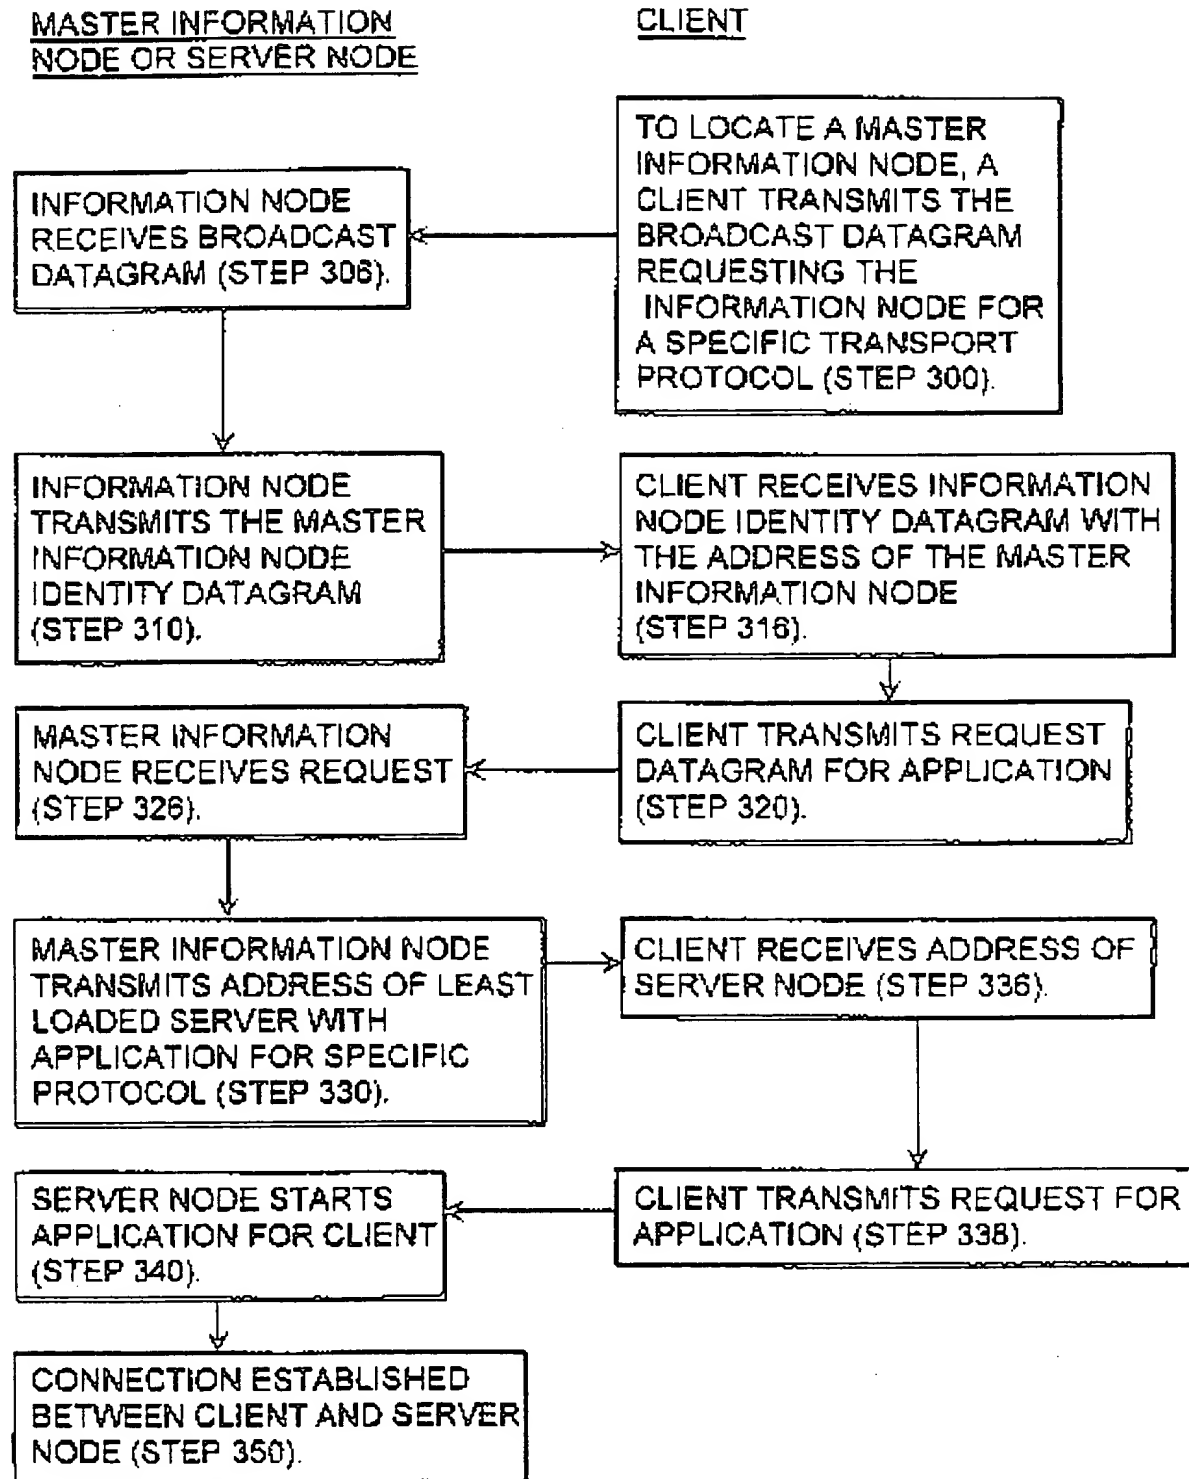 MASTER INFORMATION
NODE OR SERVER NODE
CLIENT
TO LOCATE A MASTER
INFORMATION NODE, A
CLIENT TRANSMITS THE
BROADCAST DATAGRAM
REQUESTING THE
INFORMATION NODE FOR
A SPECIFIC TRANSPORT
PROTOCOL (STEP 300).
INFORMATION NODE
RECEIVES BROADCAST
DATAGRAM (STEP 306).
INFORMATION NODE
TRANSMITS THE MASTER
INFORMATION NODE
IDENTITY DATAGRAM
(STEP 310).
CLIENT RECEIVES INFORMATION
NODE IDENTITY DATAGRAM WITH
THE ADDRESS OF THE MASTER
INFORMATION NODE
(STEP 316).
CLIENT TRANSMITS REQUEST
DATAGRAM FOR APPLICATION
(STEP 320).
MASTER INFORMATION
NODE RECEIVES REQUEST
(STEP 326).
MASTER INFORMATION NODE
TRANSMITS ADDRESS OF LEAST
LOADED SERVER WITH
APPLICATION FOR SPECIFIC
PROTOCOL (STEP 330).
CLIENT RECEIVES ADDRESS OF
SERVER NODE (STEP 336).
CLIENT TRANSMITS REQUEST FOR
APPLICATION (STEP 338).
SERVER NODE STARTS
APPLICATION FOR CLIENT
(STEP 340).
CONNECTION ESTABLISHED
BETWEEN CLIENT AND SERVER
NODE (STEP 350).